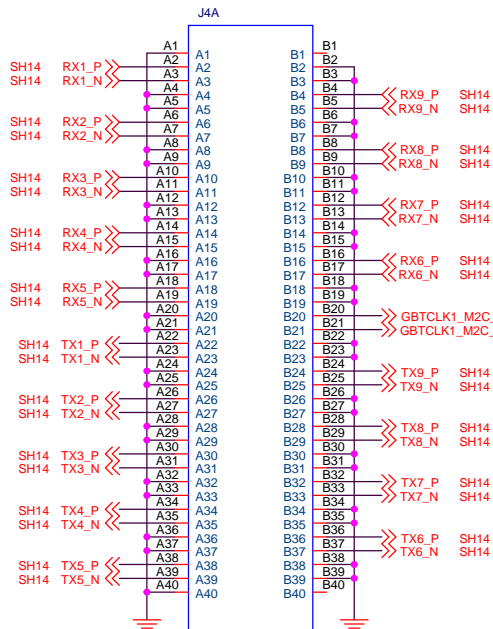 J4A
A1 A1 B1 B1
SH14 RX1_P A2 A2 B2 B2
SH14 RX1_N A3 A3 B3 B3
A4 A4 B4 B4 RX9_P SH14
A5 A5 B5 B5 RX9_N SH14
SH14 RX2_P A6 A6 B6 B6
SH14 RX2_N A7 A7 B7 B7
A8 A8 B8 B8 RX8_P SH14
A9 A9 B9 B9 RX8_N SH14
SH14 RX3_P A10 A10 B10 B10
SH14 RX3_N A11 A11 B11 B11
A12 A12 B12 B12 RX7_P SH14
A13 A13 B13 B13 RX7_N SH14
SH14 RX4_P A14 A14 B14 B14
SH14 RX4_N A15 A15 B15 B15
A16 A16 B16 B16 RX6_P SH14
A17 A17 B17 B17 RX6_N SH14
SH14 RX5_P A18 A18 B18 B18
SH14 RX5_N A19 A19 B19 B19
A20 A20 B20 B20 GBTCLK1_M2C_
A21 A21 B21 B21 GBTCLK1_M2C_
SH14 TX1_P A22 A22 B22 B22
SH14 TX1_N A23 A23 B23 B23
A24 A24 B24 B24 TX9_P SH14
A25 A25 B25 B25 TX9_N SH14
SH14 TX2_P A26 A26 B26 B26
SH14 TX2_N A27 A27 B27 B27
A28 A28 B28 B28 TX8_P SH14
A29 A29 B29 B29 TX8_N SH14
SH14 TX3_P A30 A30 B30 B30
SH14 TX3_N A31 A31 B31 B31
A32 A32 B32 B32 TX7_P SH14
A33 A33 B33 B33 TX7_N SH14
SH14 TX4_P A34 A34 B34 B34
SH14 TX4_N A35 A35 B35 B35
A36 A36 B36 B36 TX6_P SH14
A37 A37 B37 B37 TX6_N SH14
SH14 TX5_P A38 A38 B38 B38
SH14 TX5_N A39 A39 B39 B39
A40 A40 B40 B40